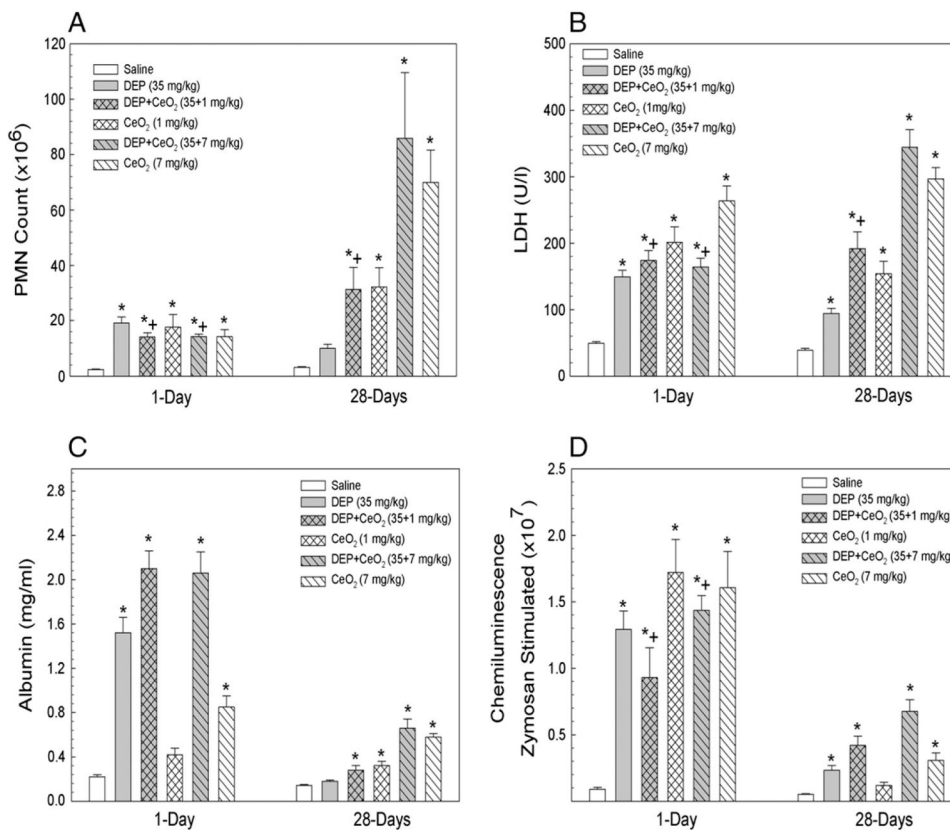 A
PMN Count (x10⁶)
100
80
60
40
20
0
Saline
DEP (35 mg/kg)
DEP+CeO₂ (35+1 mg/kg)
CeO₂ (1 mg/kg)
DEP+CeO₂ (35+7 mg/kg)
CeO₂ (7 mg/kg)
* *+ * *+ *
*+ * * *
1-Day 28-Days
B
LDH (U/l)
500
400
300
200
100
0
Saline
DEP (35 mg/kg)
DEP+CeO₂ (35+1 mg/kg)
CeO₂ (1mg/kg)
DEP+CeO₂ (35+7 mg/kg)
CeO₂ (7 mg/kg)
* *+ * *+ *
* *+ * * *
1-Day 28-Days
C
Albumin (mg/ml)
2.8
2.4
2.0
1.6
1.2
0.8
0.4
0.0
Saline
DEP (35 mg/kg)
DEP+CeO₂ (35+1 mg/kg)
CeO₂ (1 mg/kg)
DEP+CeO₂ (35+7 mg/kg)
CeO₂ (7 mg/kg)
* * * *
* * * *
1-Day 28-Days
D
Chemiluminescence
Zymosan Stimulated (x10⁷)
2.5
2.0
1.5
1.0
0.5
Saline
DEP (35 mg/kg)
DEP+CeO₂ (35+1 mg/kg)
CeO₂ (1 mg/kg)
DEP+CeO₂ (35+7 mg/kg)
CeO₂ (7 mg/kg)
* *+ * *+ *
* * * *
1-Day 28-Days